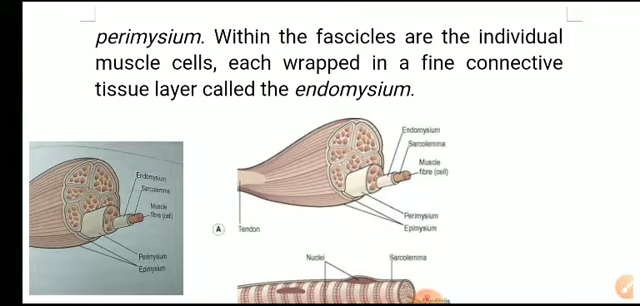 perimysium. Within the fascicles are the individual
muscle cells, each wrapped in a fine connective
tissue layer called the endomysium.
Endomysium
Sarcolemma
Muscle
fibre (cell)
Perimysium
Epimysium
Endomysium
Sarcolemma
Muscle
fibre (cell)
Perimysium
Epimysium
A
Tendon
Nuclei
Sarcolemma